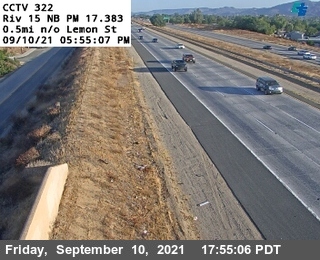 CCTV 322
Riv 15 NB PM 17.383
0.5mi n/o Lemon St
09/10/21 05:55:07 PM
Friday, September 10, 2021 17:55:06 PDT